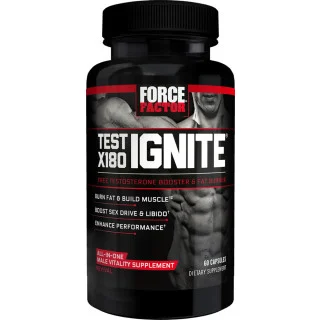 FORCE
FACTOR
TEST
X180
IGNITE
FREE TESTOSTERONE BOOSTER & FAT BURNER
BURN FAT & BUILD MUSCLE
BOOST SEX DRIVE & LIBIDO
ENHANCE PERFORMANCE
ALL-IN-ONE
MALE VITALITY SUPPLEMENT
60 CAPSULES
DIETARY SUPPLEMENT